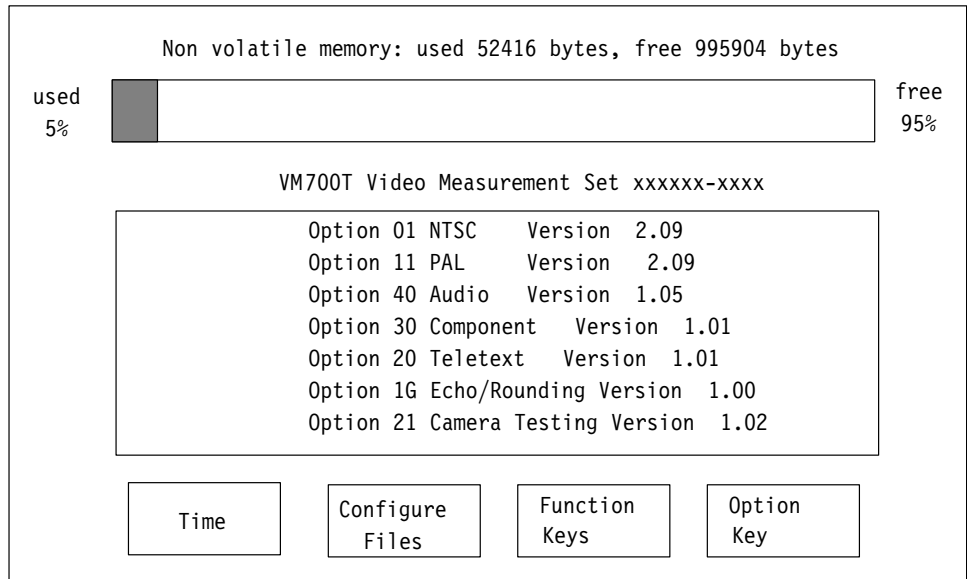 Non volatile memory: used 52416 bytes, free 995904 bytes
used
5%
free
95%
VM700T Video Measurement Set xxxxxx-xxxx
Option 01 NTSC Version 2.09
Option 11 PAL Version 2.09
Option 40 Audio Version 1.05
Option 30 Component Version 1.01
Option 20 Teletext Version 1.01
Option 1G Echo/Rounding Version 1.00
Option 21 Camera Testing Version 1.02
Time
Configure
Files
Function
Keys
Option
Key